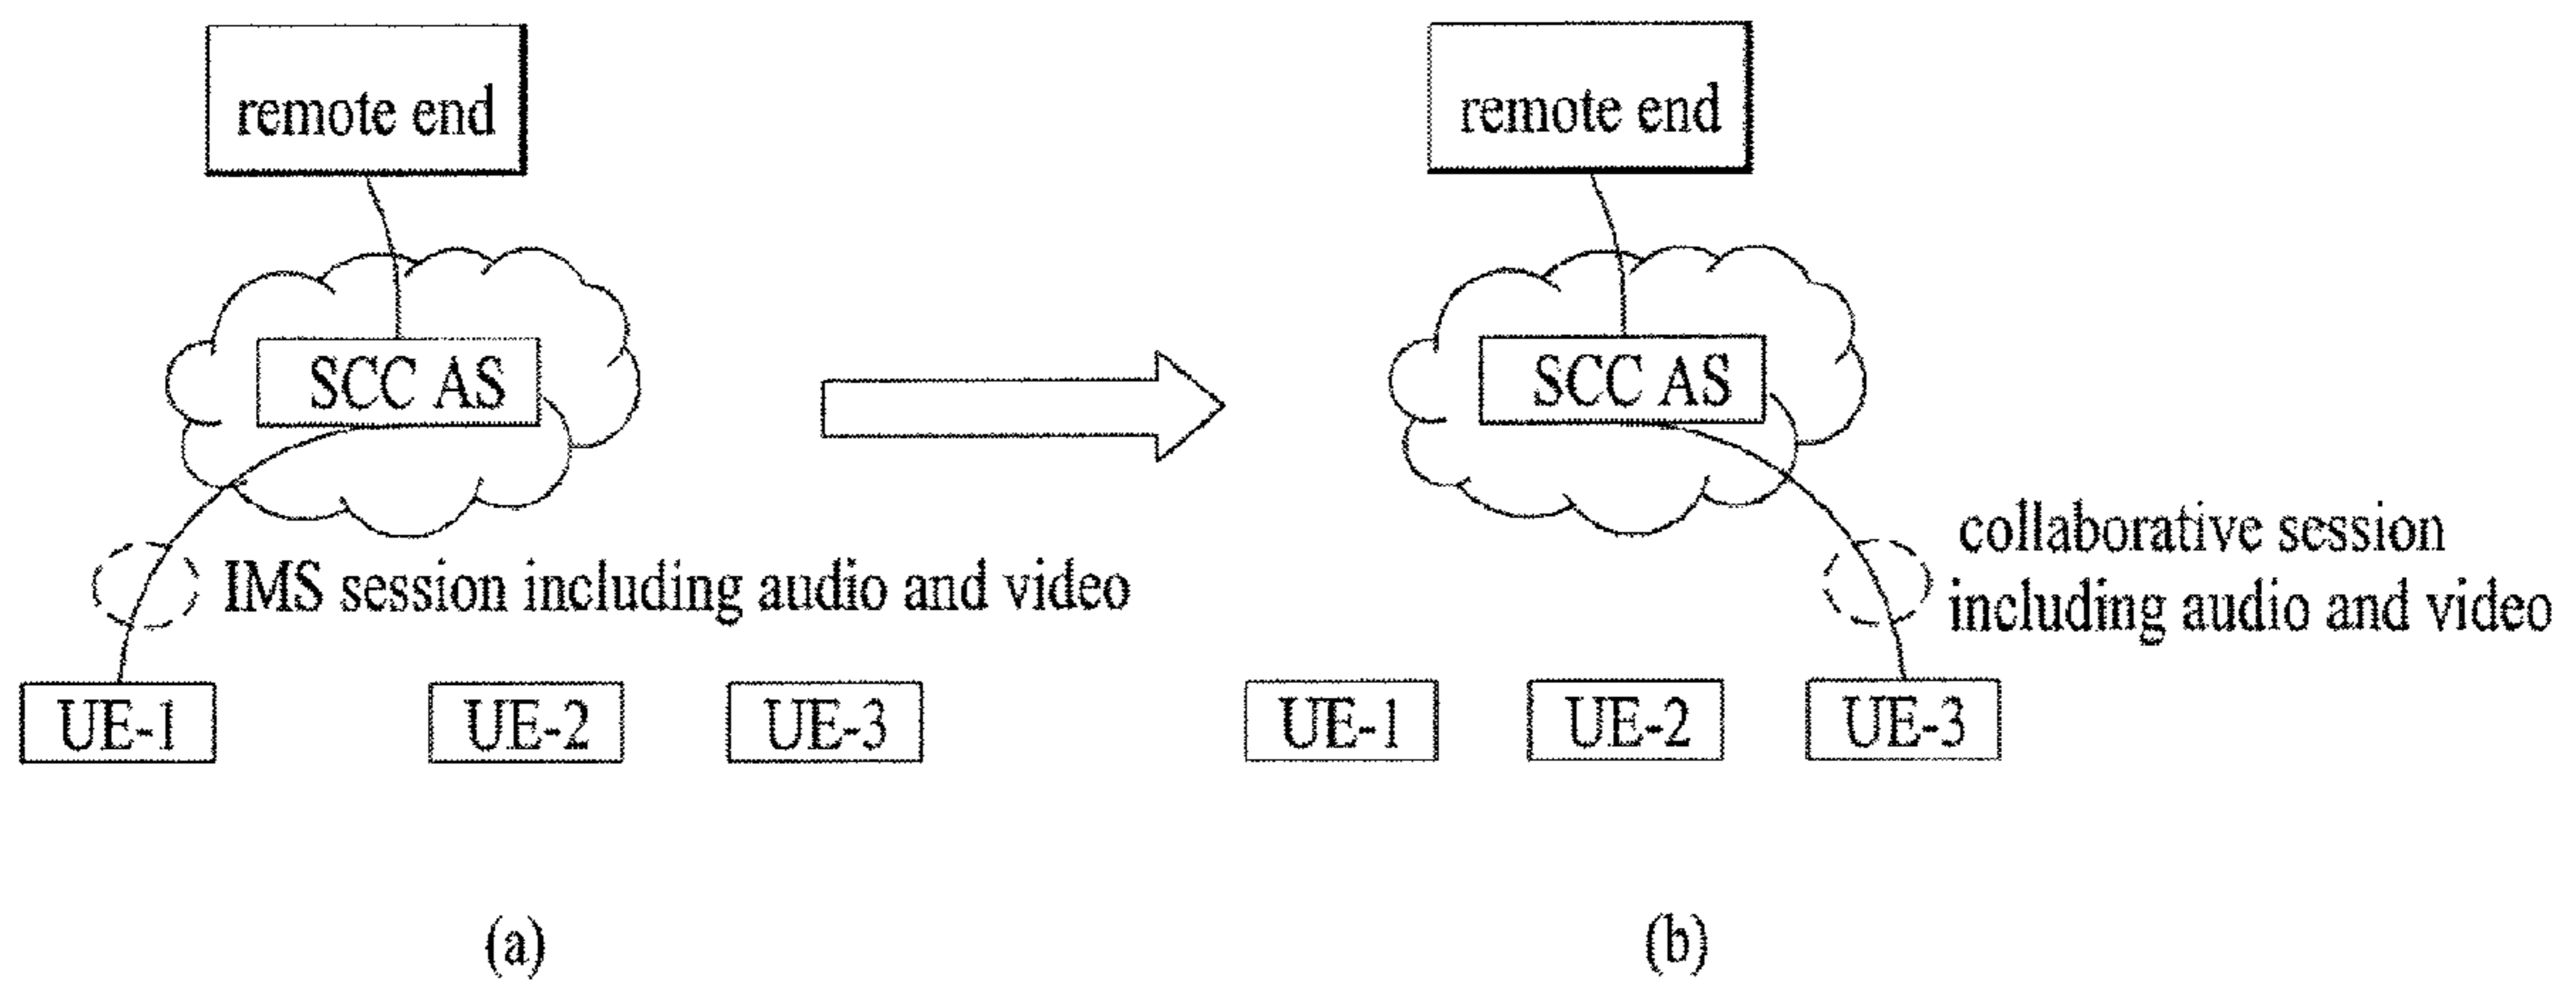 remote end
SCC AS
IMS session including audio and video
UE-1
UE-2
UE-3
(a)
remote end
SCC AS
collaborative session
including audio and video
UE-1
UE-2
UE-3
(b)